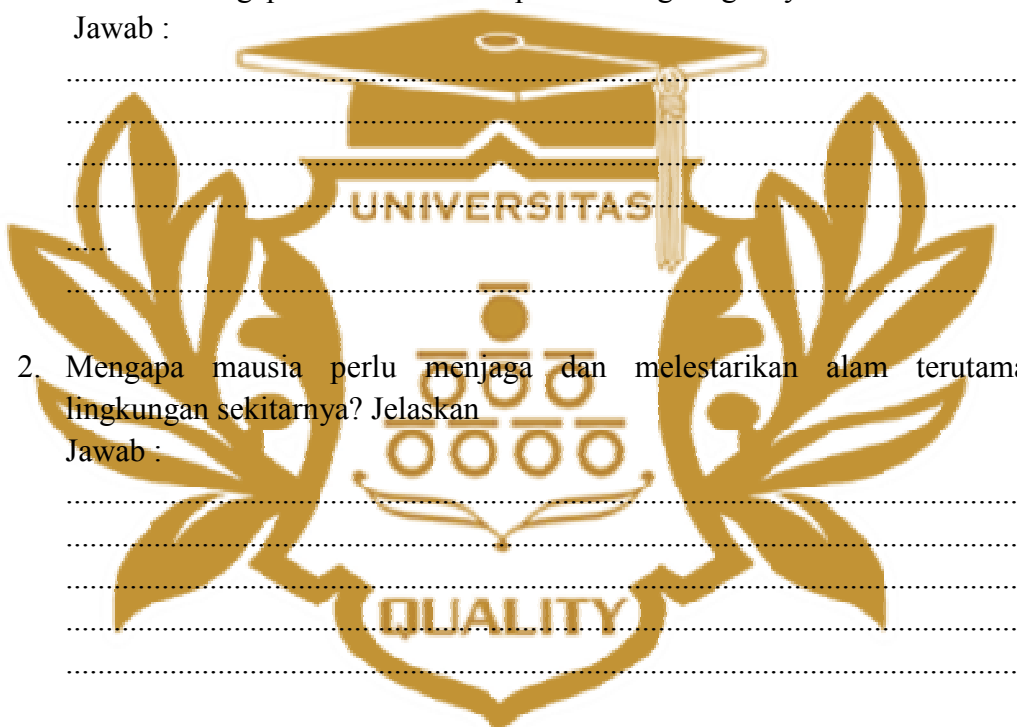 Jawab :
................................................................................................................
................................................................................................................
................................................................................................................
UNIVERSITAS
................................................................................................................
......
................................................................................................................
2. Mengapa mausia perlu menjaga dan melestarikan alam terutama
lingkungan sekitarnya? Jelaskan
Jawab :
................................................................................................................
................................................................................................................
................................................................................................................
QUALITY
................................................................................................................
................................................................................................................